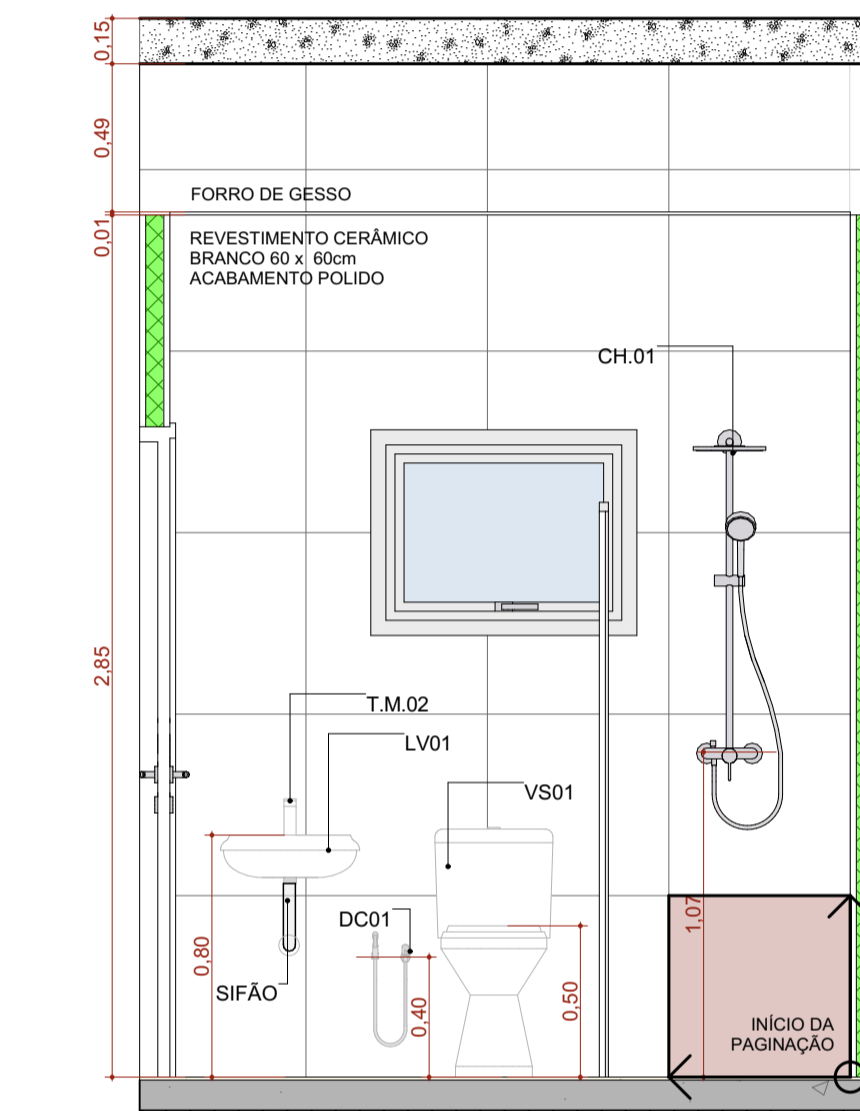 0,15
0,49
FORRO DE GESSO
0,01
REVESTIMENTO CERÂMICO
BRANCO 60 x 60cm
ACABAMENTO POLIDO
CH.01
2,85
T.M.02
LV01
VS01
DC01
1,07
0,80
SIFÃO
0,40
0,50
INÍCIO DA
PAGINAÇÃO